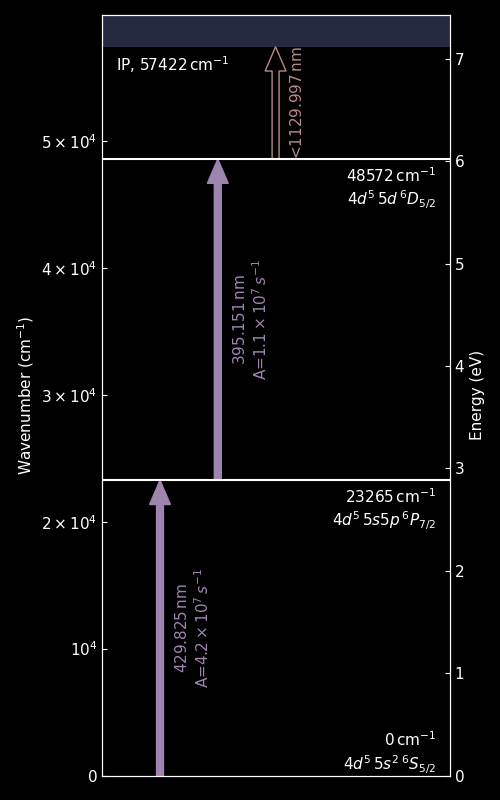 IP, 57422 cm⁻¹
<1129.997 nm
48572 cm⁻¹
4d⁵ 5d ⁶D₅/₂
395.151 nm
A=1.1 × 10⁷ s⁻¹
23265 cm⁻¹
4d⁵ 5s5p ⁶P₇/₂
429.825 nm
A=4.2 × 10⁷ s⁻¹
0 cm⁻¹
4d⁵ 5s² ⁶S₅/₂
Wavenumber (cm⁻¹)
5 × 10⁴
4 × 10⁴
3 × 10⁴
2 × 10⁴
10⁴
0
Energy (eV)
7
6
5
4
3
2
1
0